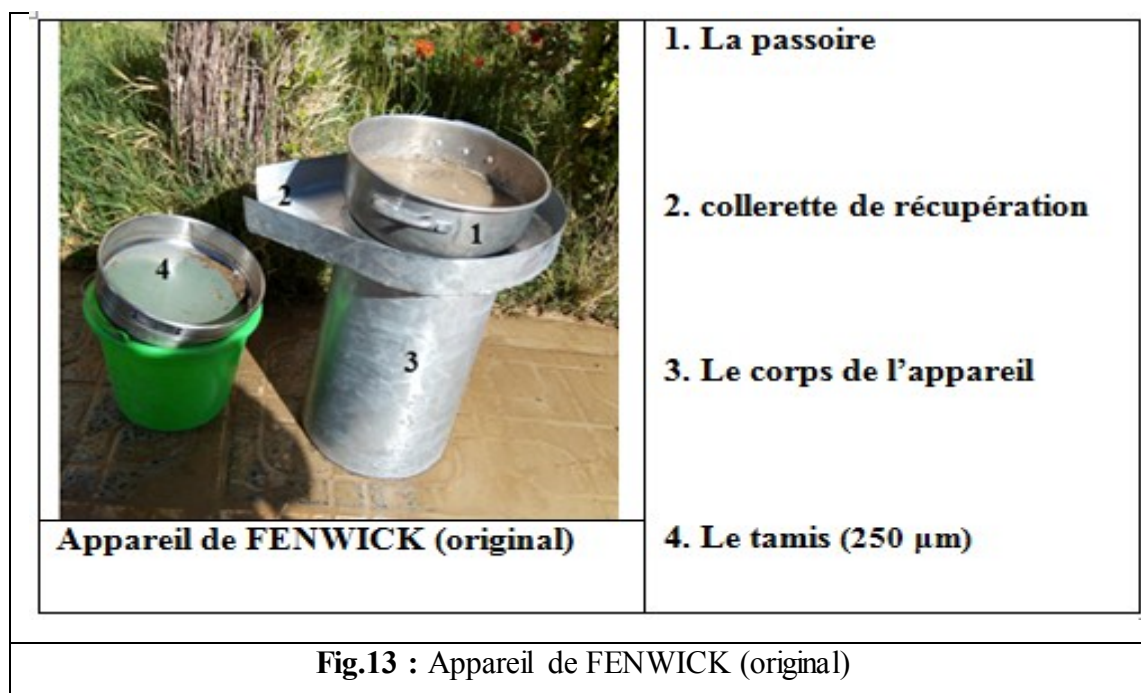 1. La passoire
2. collerette de récupération
3. Le corps de l'appareil
4. Le tamis (250 µm)
1
2
3
4
Appareil de FENWICK (original)
Fig.13 : Appareil de FENWICK (original)